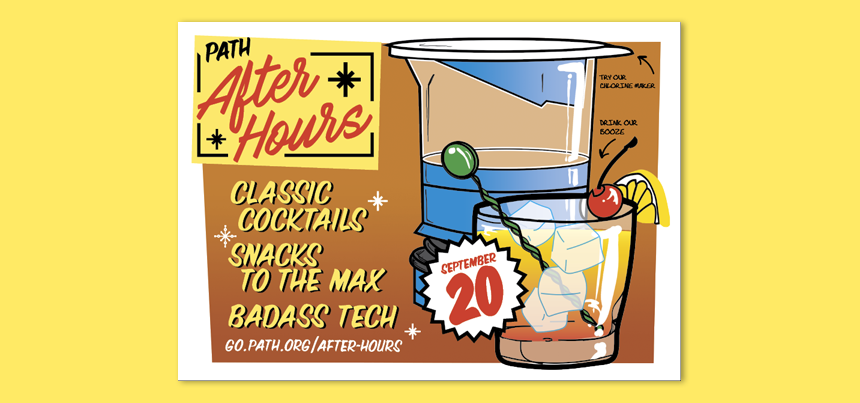 PATH
After
Hours
CLASSIC
COCKTAILS
SNACKS
TO THE MAX
BADASS TECH
GO.PATH.ORG/AFTER-HOURS
TRY OUR
CHLORINE MAKER
DRINK OUR
BOOZE
SEPTEMBER
20